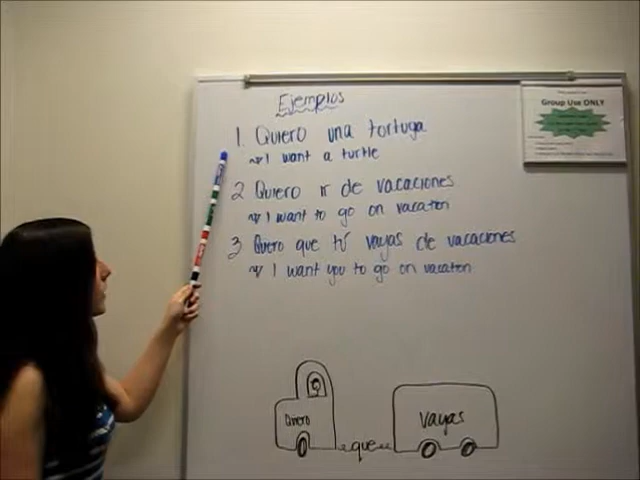 Ejemplos
1. Quiero una tortuga
I want a turtle
Group Use ONLY
2 Quiero ir de vacaciones
I want to go on vacation
3 Quiero que tú vayas de vacaciones
I want you to go on vacation
Quiero
que
vayas